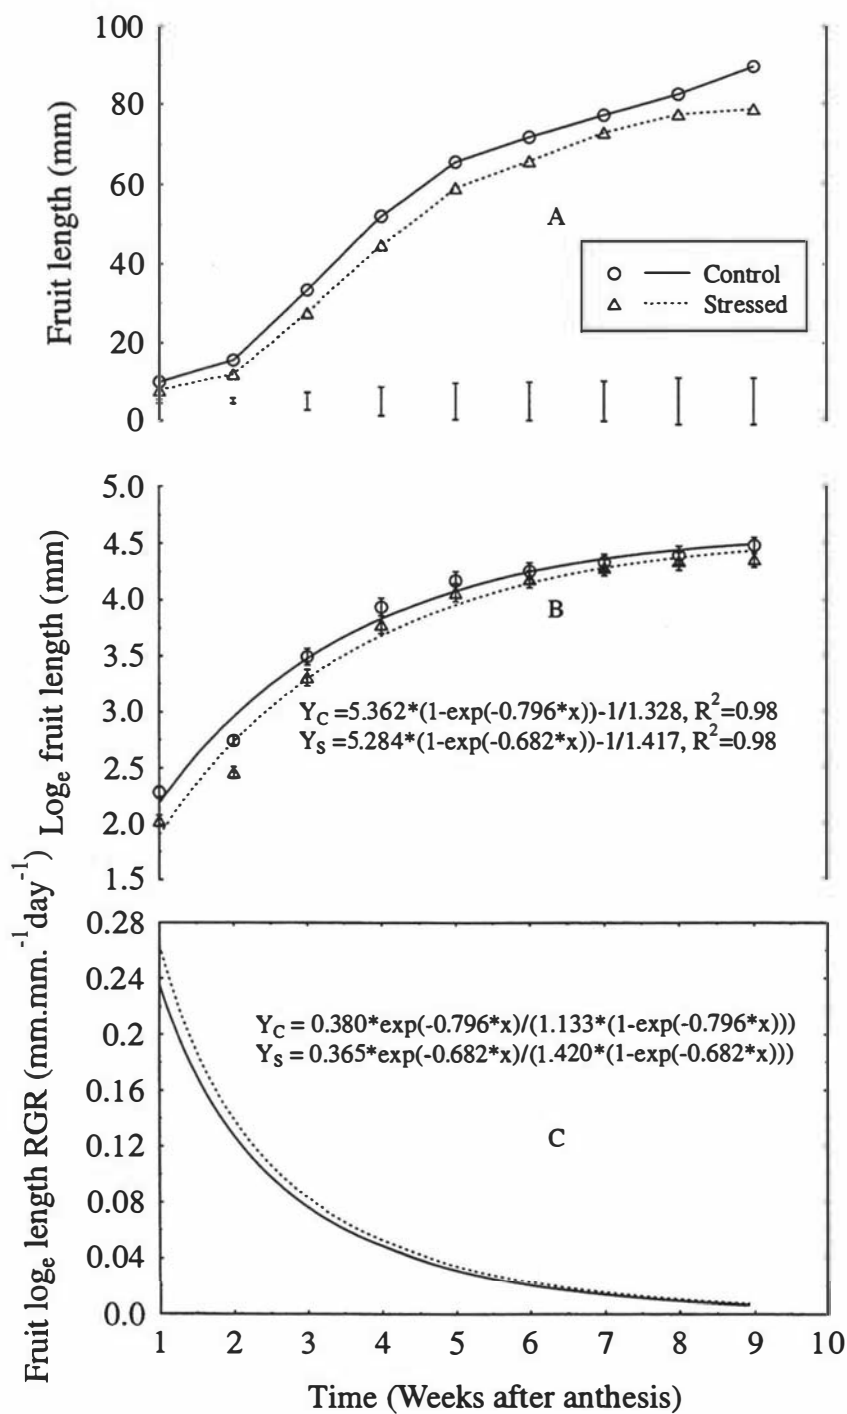 100
80
60
40
20
0
Fruit length (mm)
A
Control
Stressed
5.0
4.5
4.0
3.5
3.0
2.5
2.0
1.5
Logₑ fruit length (mm)
B
Y_C =5.362*(1-exp(-0.796*x))-1/1.328, R²=0.98
Y_S =5.284*(1-exp(-0.682*x))-1/1.417, R²=0.98
0.28
0.24
0.2
0.16
0.12
0.08
0.04
0.0
Fruit logₑ length RGR (mm.mm.⁻¹day⁻¹)
Y_C = 0.380*exp(-0.796*x)/(1.133*(1-exp(-0.796*x)))
Y_S = 0.365*exp(-0.682*x)/(1.420*(1-exp(-0.682*x)))
C
1 2 3 4 5 6 7 8 9 10
Time (Weeks after anthesis)